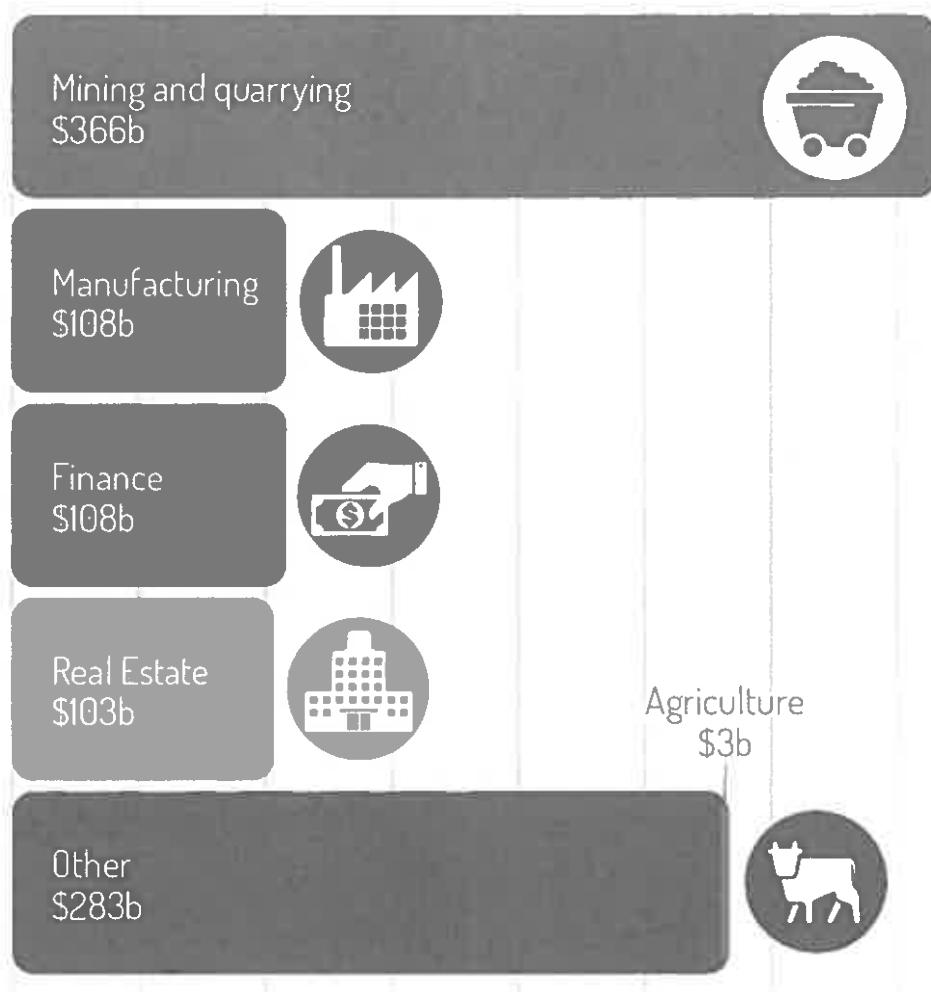 Mining and quarrying
$366b
Manufacturing
$108b
Finance
$108b
Real Estate
$103b
Agriculture
$3b
Other
$283b